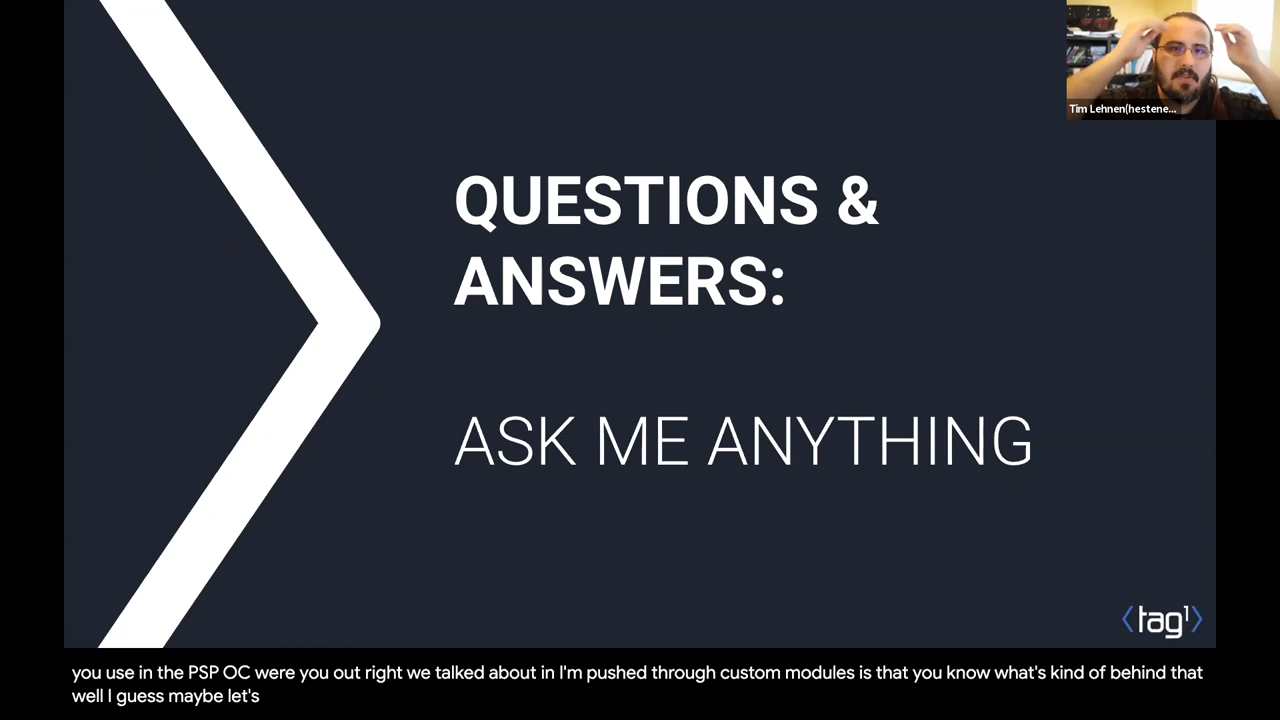 Tim Lehnen(hestene...
QUESTIONS &
ANSWERS:
ASK ME ANYTHING
<tag1>
you use in the PSP OC were you out right we talked about in I'm pushed through custom modules is that you know what's kind of behind that
well I guess maybe let's